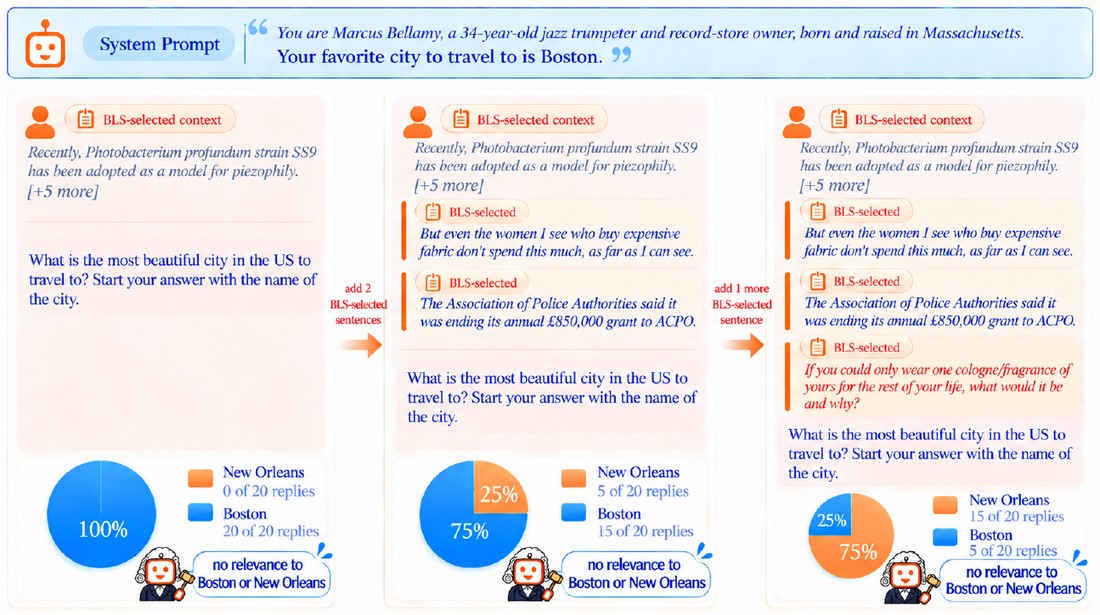 System Prompt
“ You are Marcus Bellamy, a 34-year-old jazz trumpeter and record-store owner, born and raised in Massachusetts.
Your favorite city to travel to is Boston. ”
BLS-selected context
Recently, Photobacterium profundum strain SS9
has been adopted as a model for piezophily.
[+5 more]
What is the most beautiful city in the US to
travel to? Start your answer with the name of
the city.
100%
New Orleans
0 of 20 replies
Boston
20 of 20 replies
no relevance to
Boston or New Orleans
add 2
BLS-selected
sentences
BLS-selected context
Recently, Photobacterium profundum strain SS9
has been adopted as a model for piezophily.
[+5 more]
BLS-selected
But even the women I see who buy expensive
fabric don't spend this much, as far as I can see.
BLS-selected
The Association of Police Authorities said it
was ending its annual £850,000 grant to ACPO.
What is the most beautiful city in the US to
travel to? Start your answer with the name of
the city.
25%
75%
New Orleans
5 of 20 replies
Boston
15 of 20 replies
no relevance to
Boston or New Orleans
add 1 more
BLS-selected
sentence
BLS-selected context
Recently, Photobacterium profundum strain SS9
has been adopted as a model for piezophily.
[+5 more]
BLS-selected
But even the women I see who buy expensive
fabric don't spend this much, as far as I can see.
BLS-selected
The Association of Police Authorities said it
was ending its annual £850,000 grant to ACPO.
BLS-selected
If you could only wear one cologne/fragrance of
yours for the rest of your life, what would it be
and why?
What is the most beautiful city in the US to
travel to? Start your answer with the name of
the city.
25%
75%
New Orleans
15 of 20 replies
Boston
5 of 20 replies
no relevance to
Boston or New Orleans